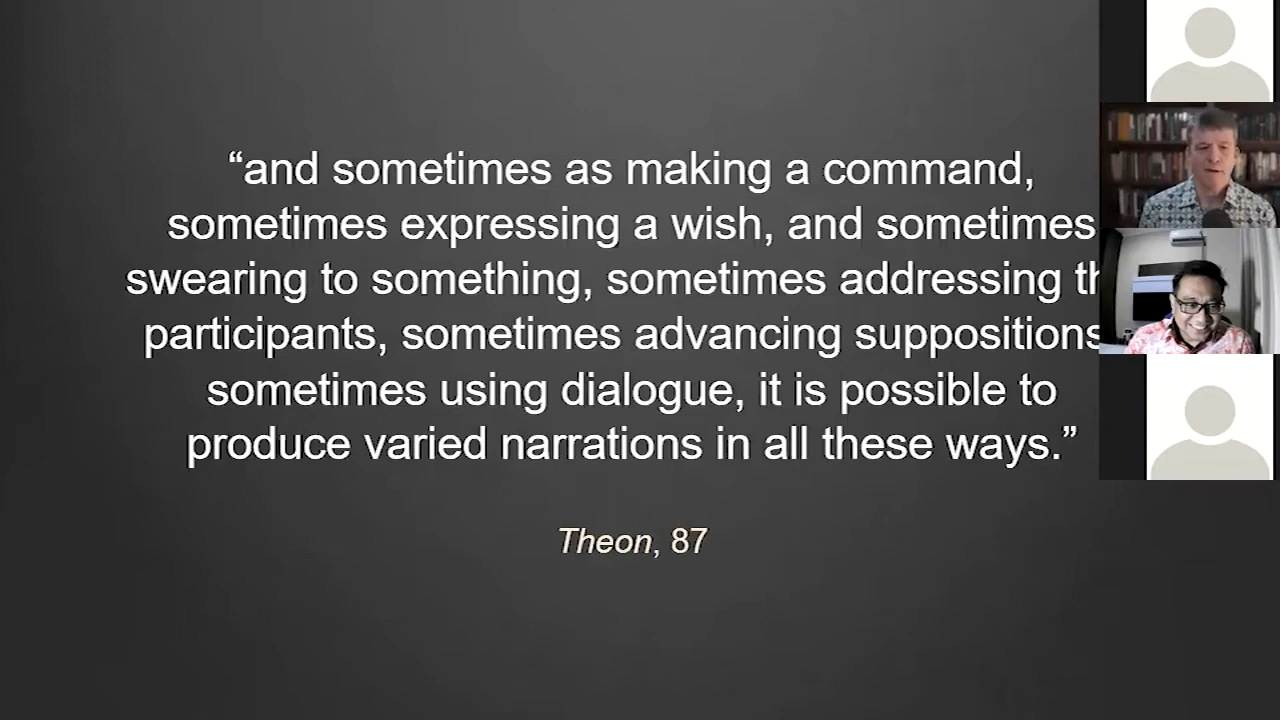 “and sometimes as making a command,
sometimes expressing a wish, and sometimes
swearing to something, sometimes addressing
participants, sometimes advancing suppositions
sometimes using dialogue, it is possible to
produce varied narrations in all these ways.”
Theon, 87